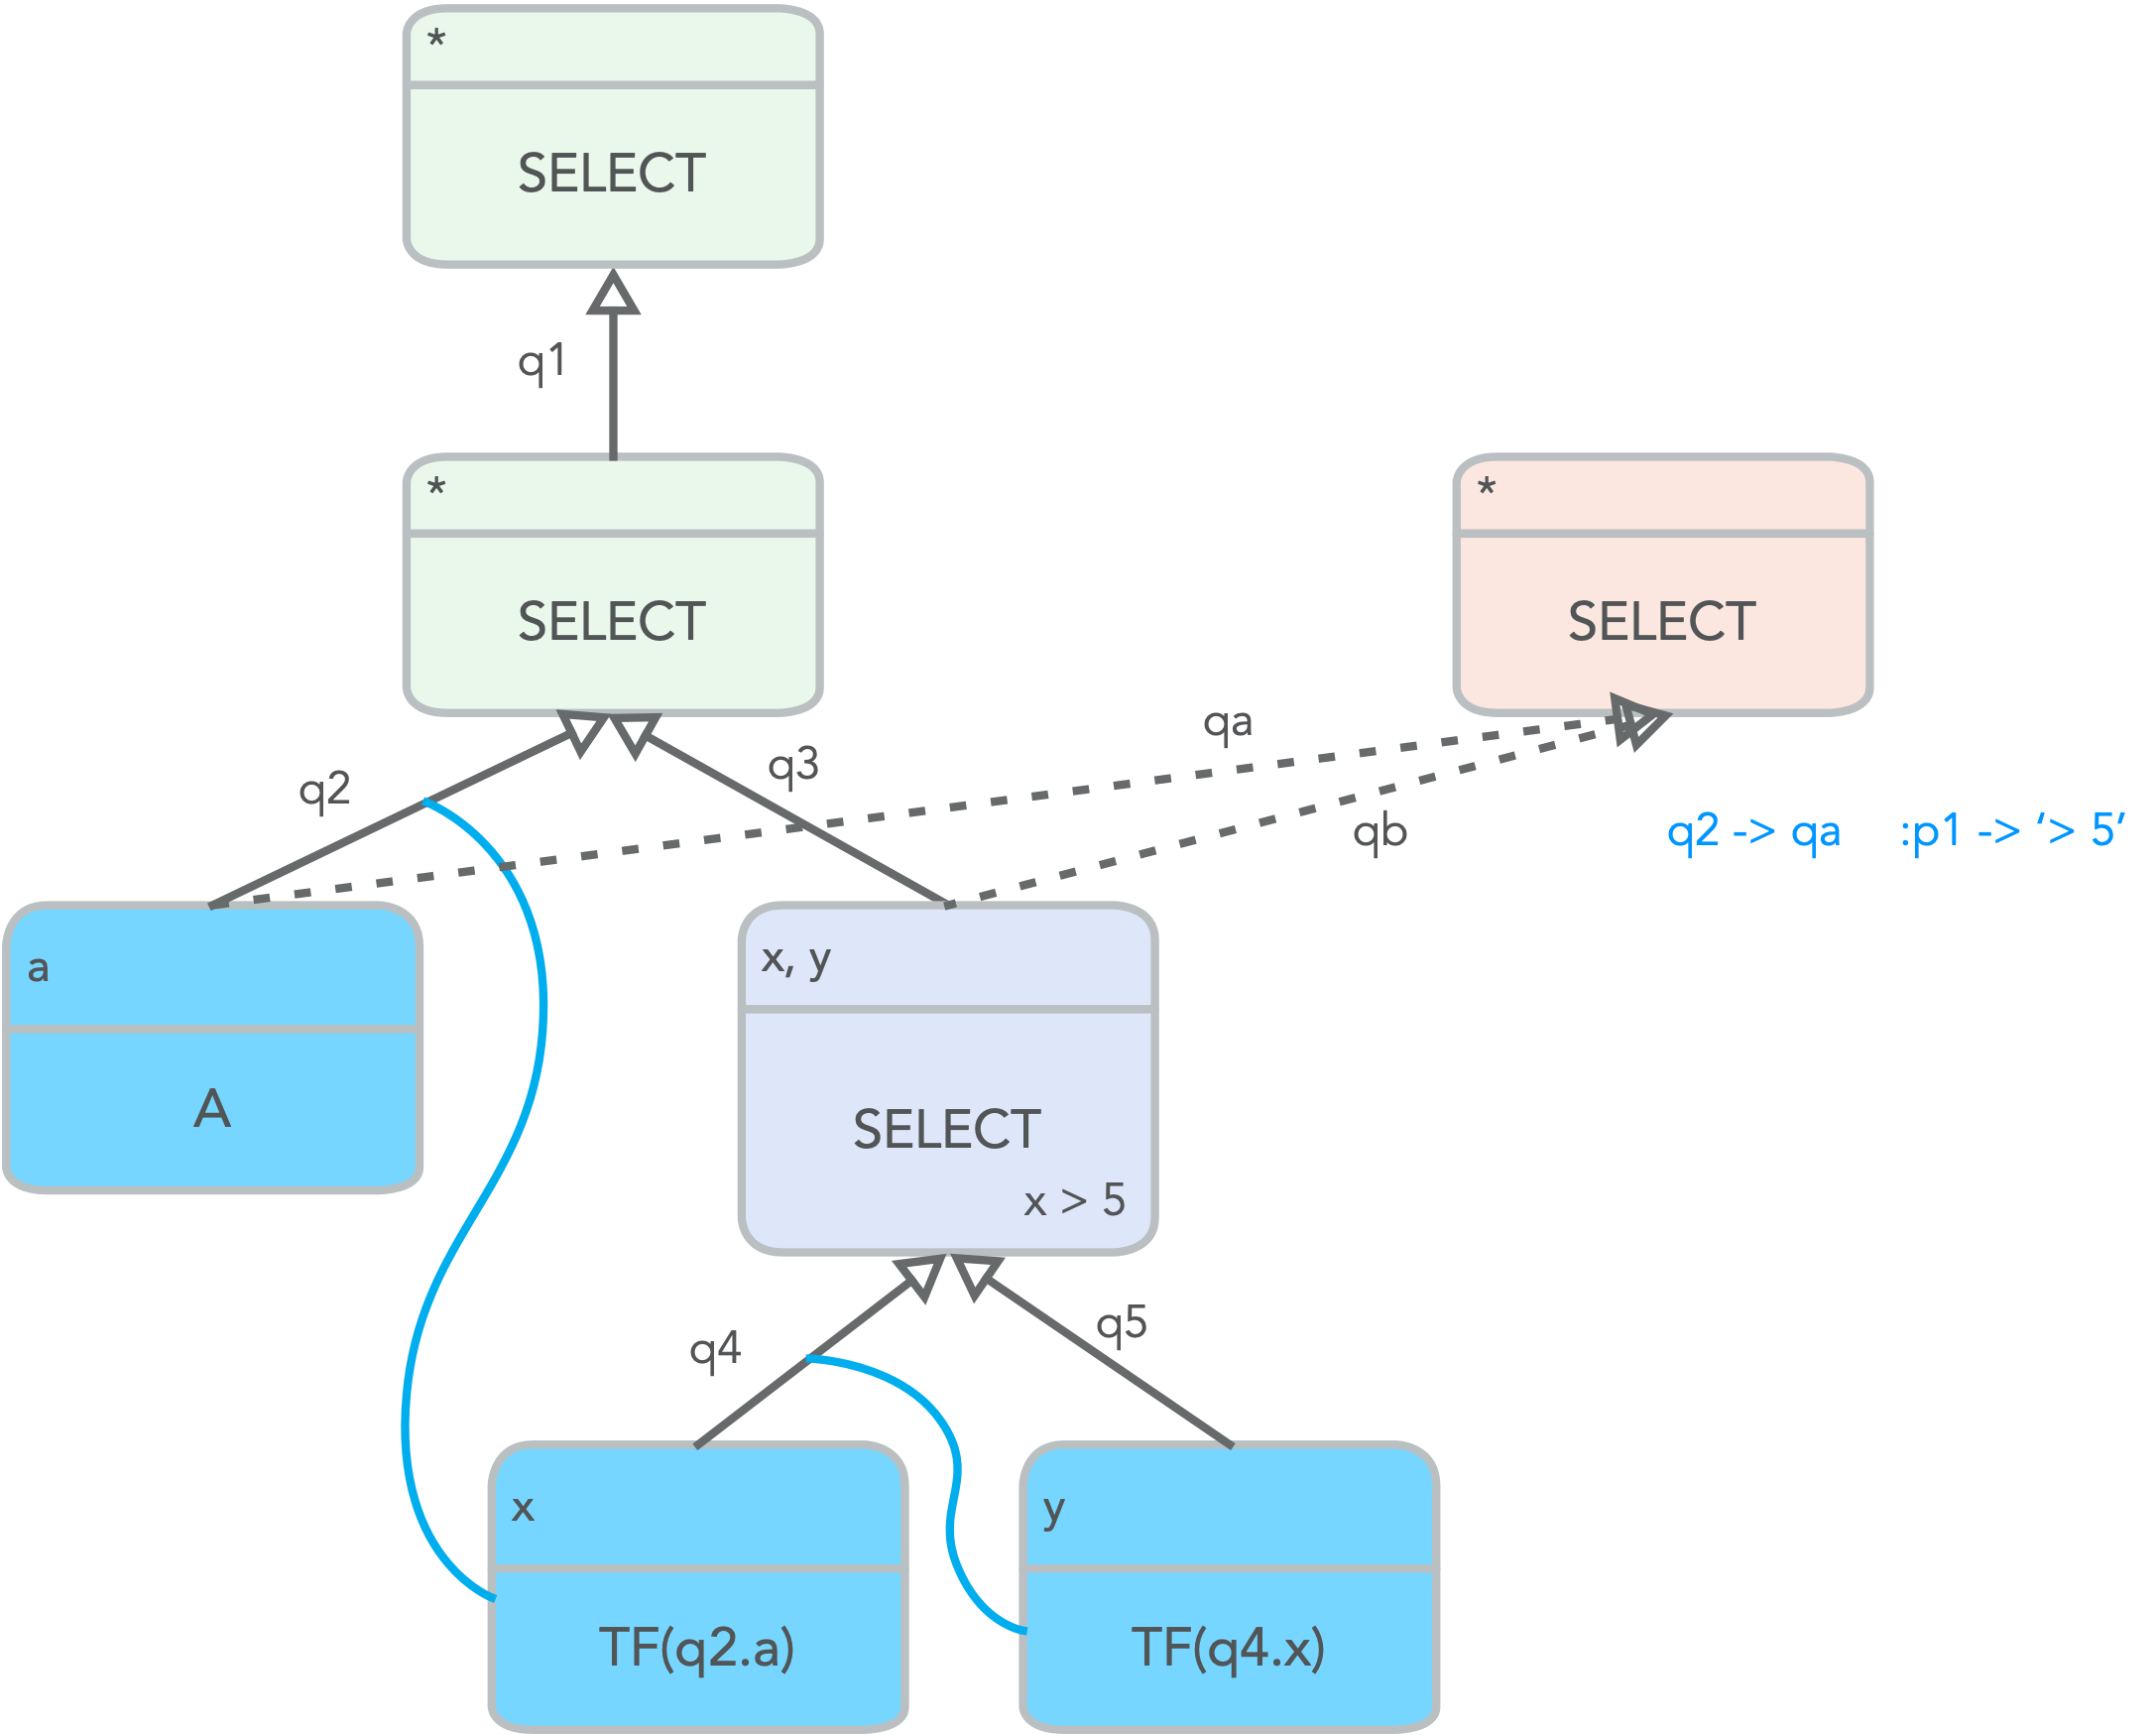 *
SELECT
q1
*
SELECT
*
SELECT
qa
q3
q2
qb
q2 -> qa :p1 -> ‘> 5’
a
A
x, y
SELECT
x > 5
q5
q4
x
TF(q2.a)
y
TF(q4.x)